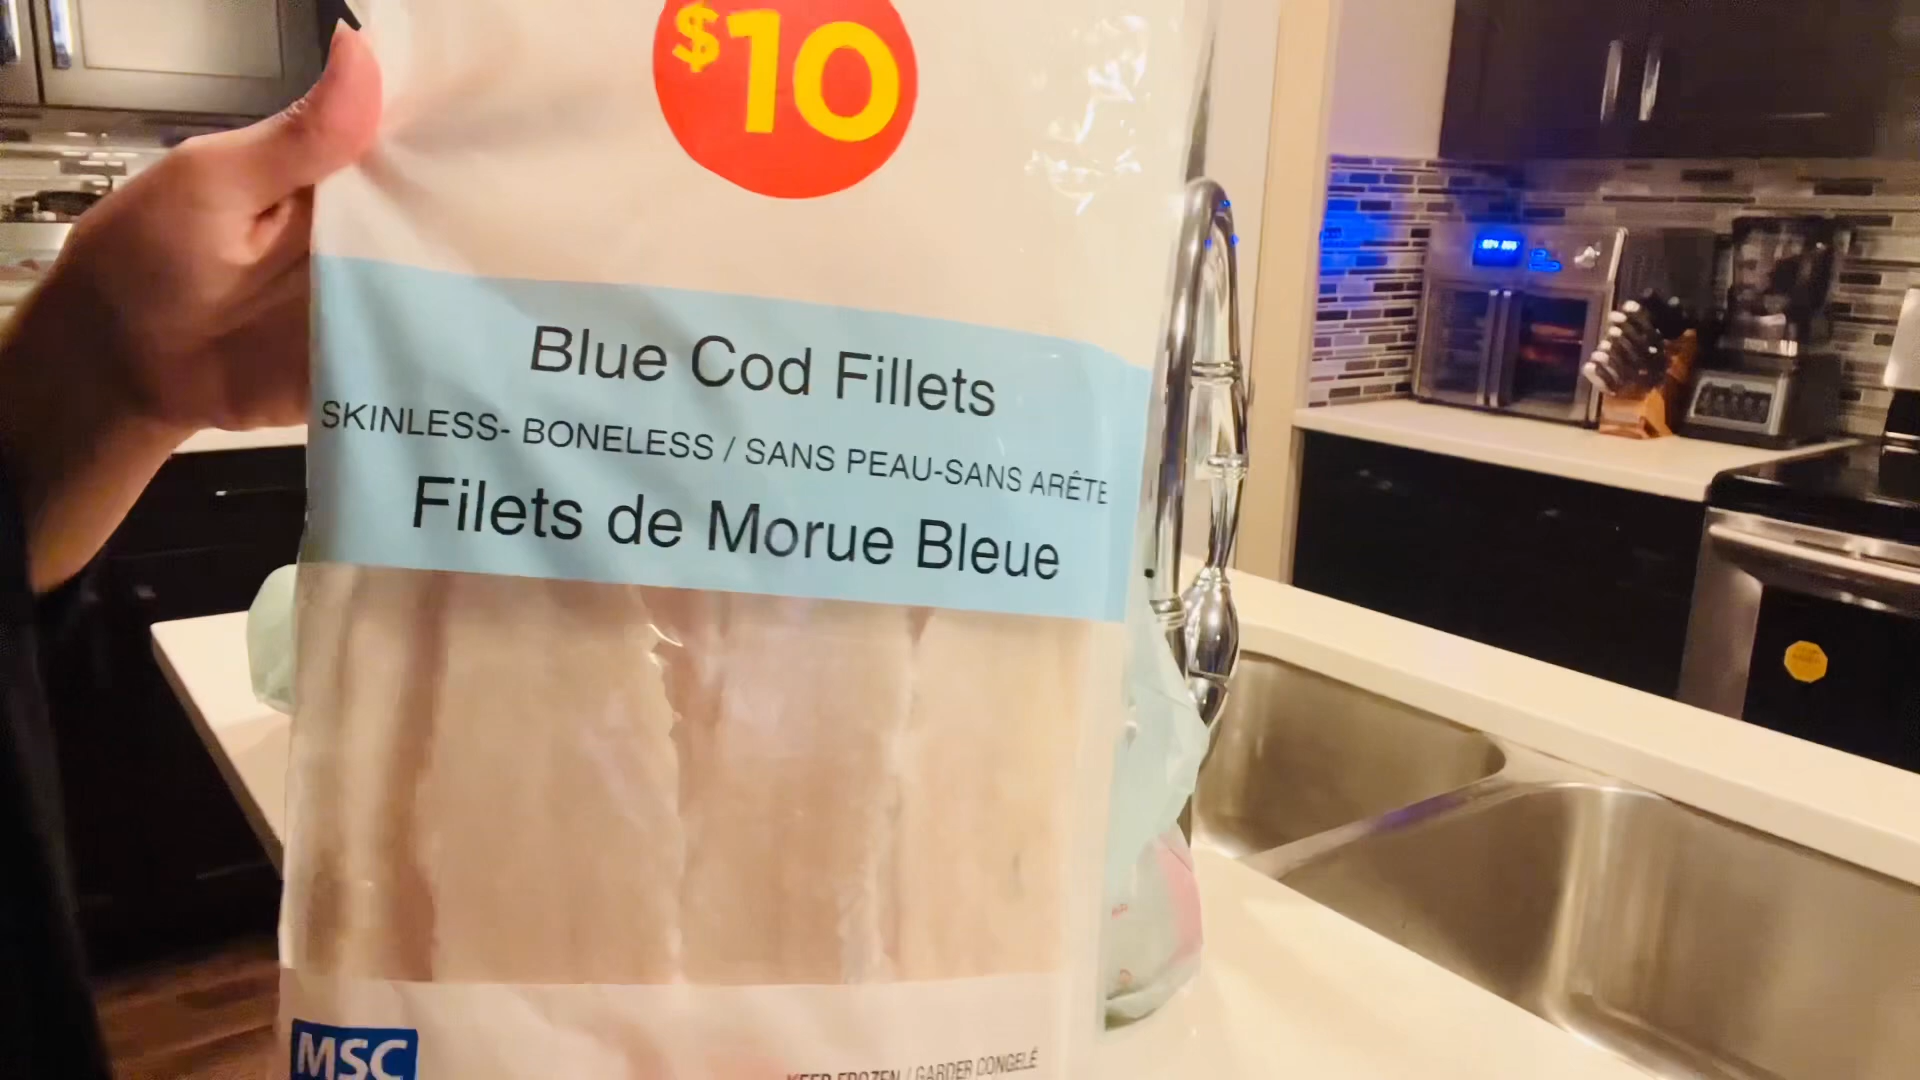 $10
Blue Cod Fillets
SKINLESS- BONELESS / SANS PEAU-SANS ARÊTE
Filets de Morue Bleue
MSC
KEEP FROZEN / GARDER CONGELÉ